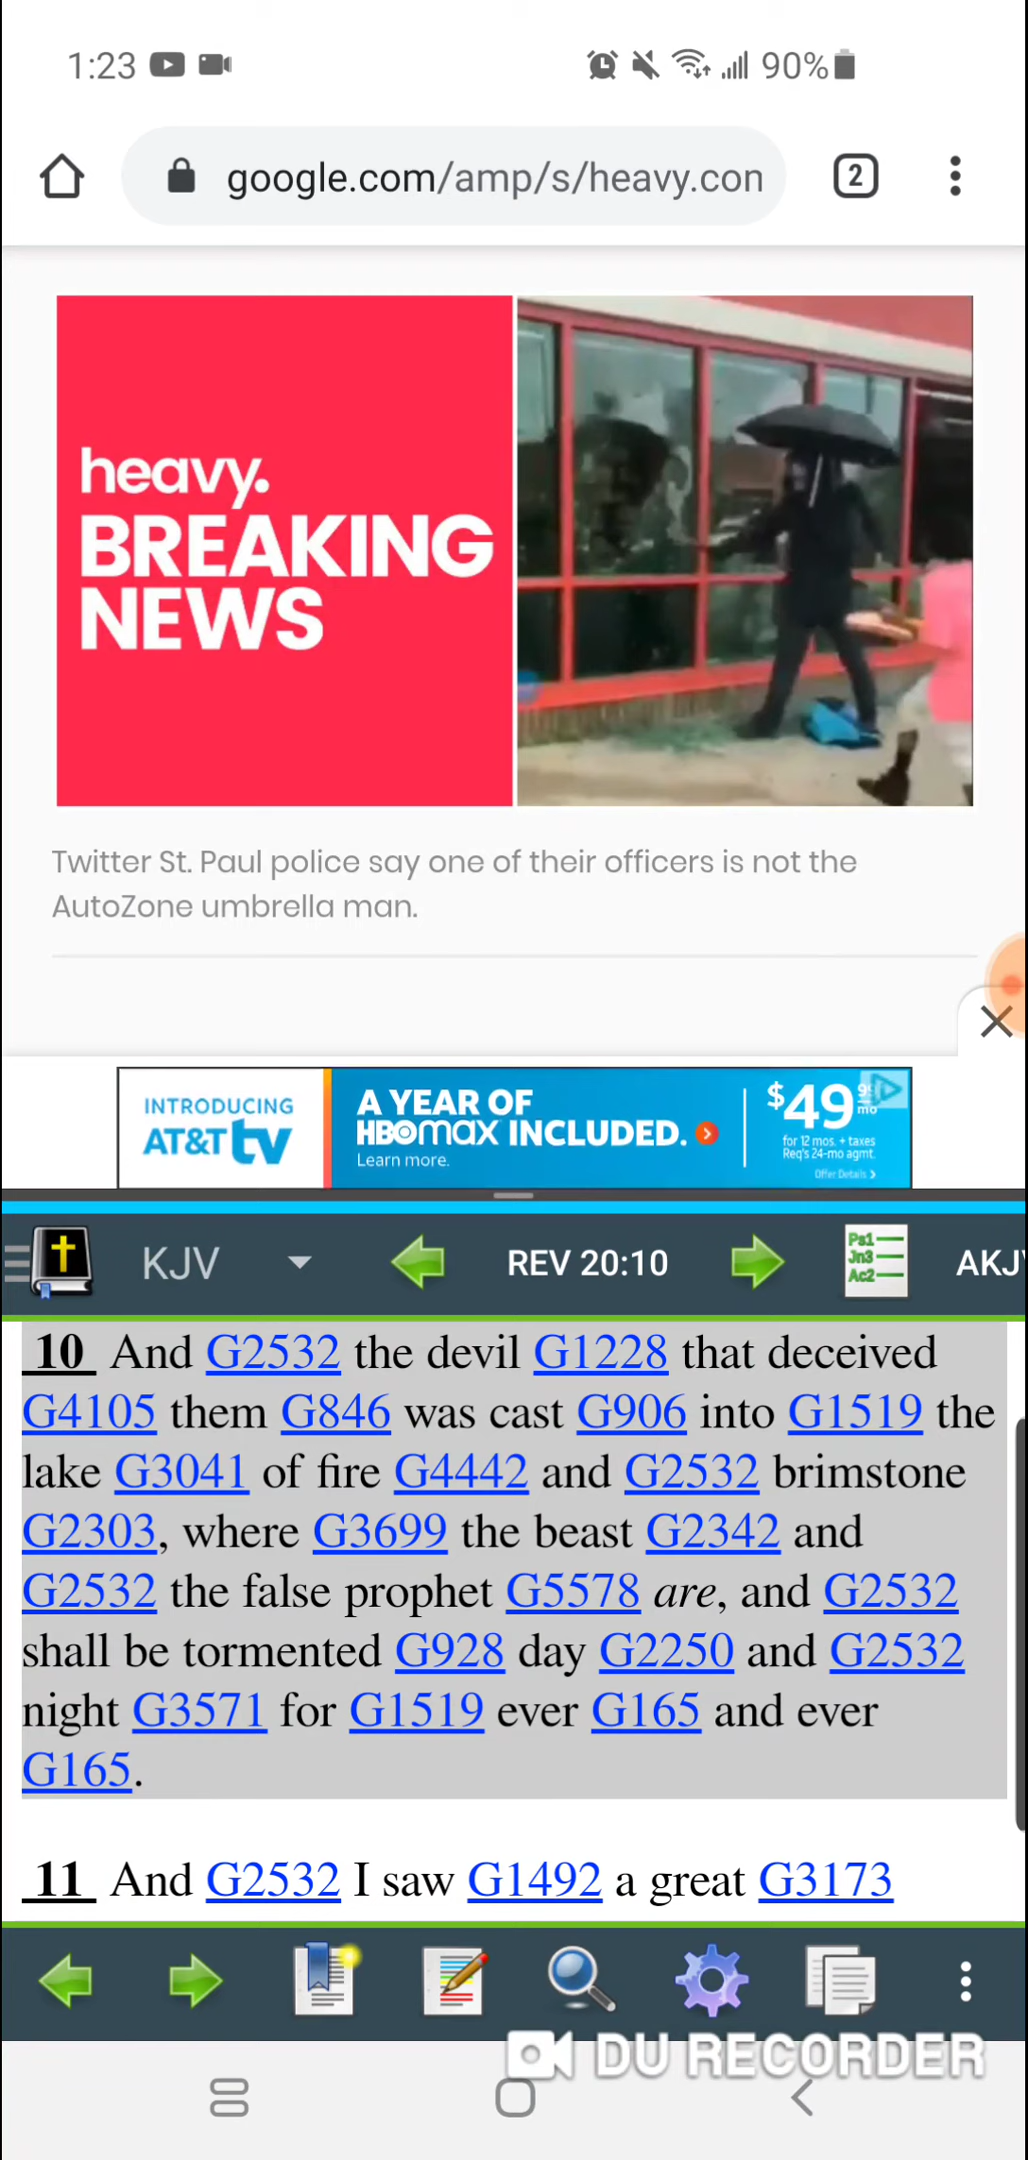 1:23 90%
google.com/amp/s/heavy.con
2
heavy.
BREAKING
NEWS
Twitter St. Paul police say one of their officers is not the
AutoZone umbrella man.
INTRODUCING
AT&T tv
A YEAR OF
HBOmax INCLUDED.
Learn more.
$49 99 mo
for 12 mos. + taxes
Req's 24-mo agmt.
Offer Details
KJV REV 20:10 AKJ
Ps1
Jn3
Ac2
10 And G2532 the devil G1228 that deceived
G4105 them G846 was cast G906 into G1519 the
lake G3041 of fire G4442 and G2532 brimstone
G2303, where G3699 the beast G2342 and
G2532 the false prophet G5578 are, and G2532
shall be tormented G928 day G2250 and G2532
night G3571 for G1519 ever G165 and ever
G165.
11 And G2532 I saw G1492 a great G3173
DU RECORDER